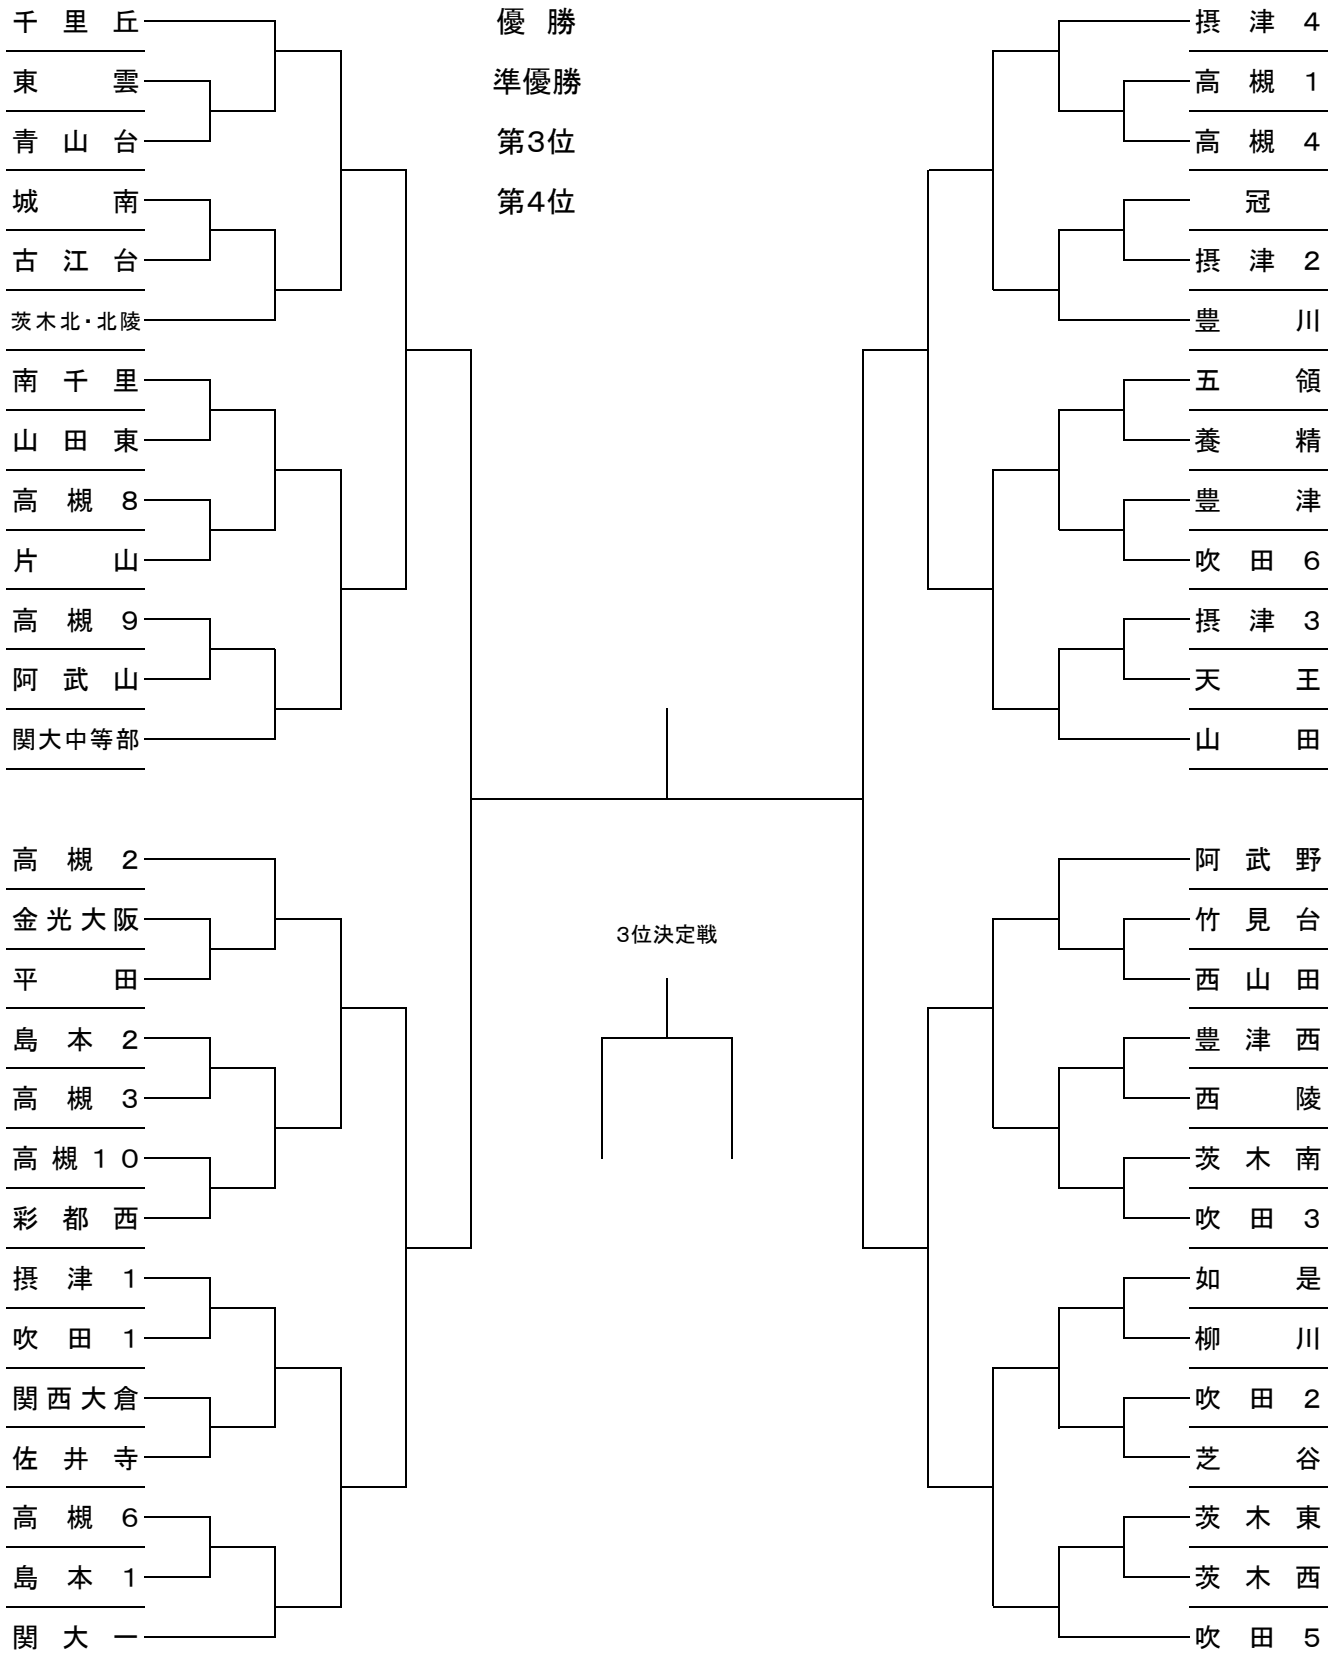 千里丘
東雲
青山台
城南
古江台
茨木北・北陵
南千里
山田東
高槻８
片山
高槻９
阿武山
関大中等部
高槻２
金光大阪
平田
島本２
高槻３
高槻１０
彩都西
摂津１
吹田１
関西大倉
佐井寺
高槻６
島本１
関大一
優勝
準優勝
第3位
第4位
3位決定戦
摂津４
高槻１
高槻４
冠
摂津２
豊川
五領
養精
豊津
吹田６
摂津３
天王
山田
阿武野
竹見台
西山田
豊津西
西陵
茨木南
吹田３
如是
柳川
吹田２
芝谷
茨木東
茨木西
吹田５